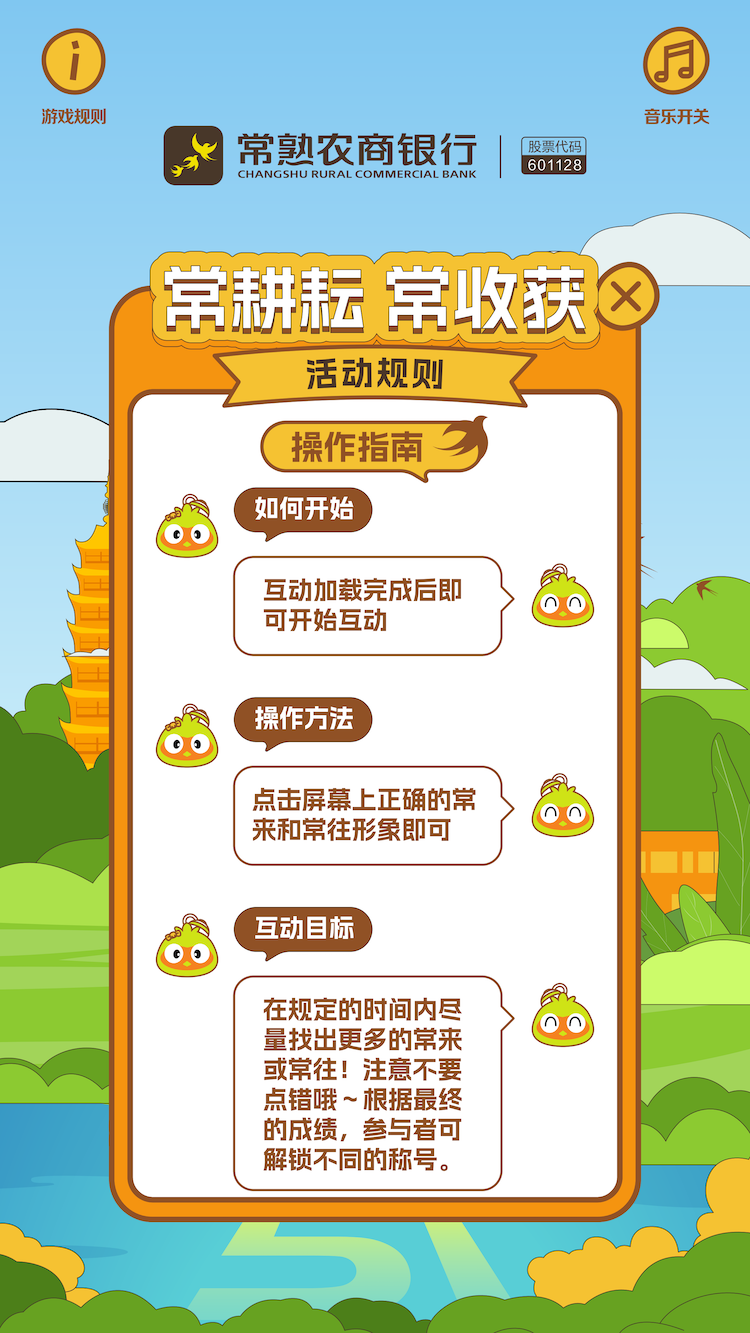 游戏规则
音乐开关
常熟农商银行
CHANGSHU RURAL COMMERCIAL BANK
股票代码
601128
常耕耘 常收获
活动规则
操作指南
如何开始
互动加载完成后即
可开始互动
操作方法
点击屏幕上正确的常
来和常往形象即可
互动目标
在规定的时间内尽
量找出更多的常来
或常往！注意不要
点错哦~根据最终
的成绩，参与者可
解锁不同的称号。